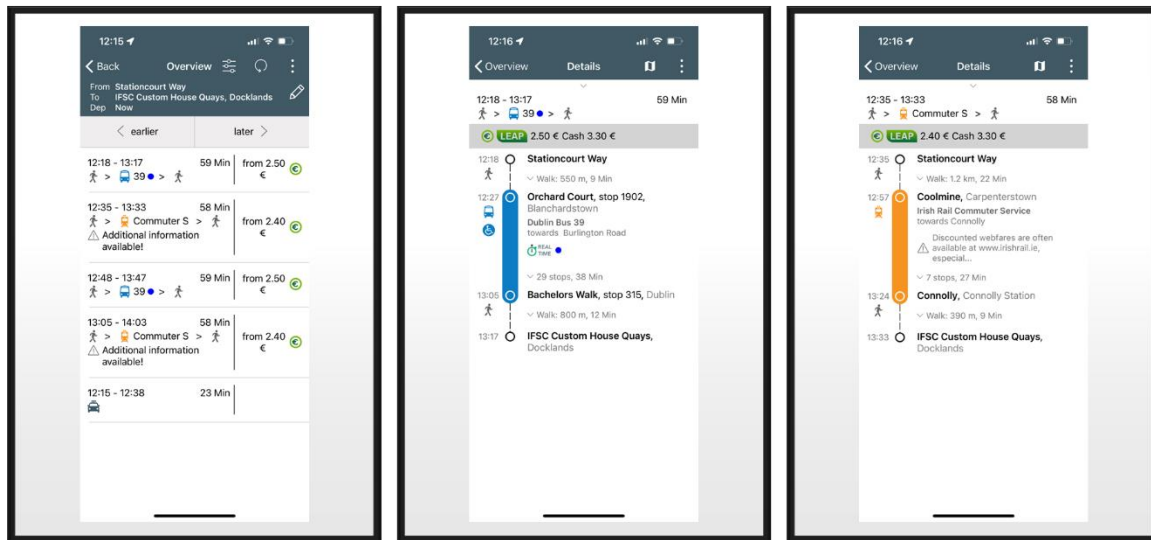 12:15
Back
Overview
From Stationcourt Way
To IFSC Custom House Quays, Docklands
Dep Now
earlier
later
12:18 - 13:17 59 Min from 2.50
> 39 > €
12:35 - 13:33 58 Min
> Commuter S > from 2.40
Additional information €
available!
12:48 - 13:47 59 Min from 2.50
> 39 > €
13:05 - 14:03 58 Min
> Commuter S > from 2.40
Additional information €
available!
12:15 - 12:38 23 Min
12:16
Overview
Details
12:18 - 13:17 59 Min
> 39 >
€ LEAP 2.50 € Cash 3.30 €
12:18 Stationcourt Way
Walk: 550 m, 9 Min
12:27 Orchard Court, stop 1902,
Blanchardstown
Dublin Bus 39
towards Burlington Road
REAL
TIME
29 stops, 38 Min
13:05 Bachelors Walk, stop 315, Dublin
Walk: 800 m, 12 Min
13:17 IFSC Custom House Quays,
Docklands
12:16
Overview
Details
12:35 - 13:33 58 Min
> Commuter S >
€ LEAP 2.40 € Cash 3.30 €
12:35 Stationcourt Way
Walk: 1.2 km, 22 Min
12:57 Coolmine, Carpenterstown
Irish Rail Commuter Service
towards Connolly
Discounted webfares are often
available at www.irishrail.ie,
especial...
7 stops, 27 Min
13:24 Connolly, Connolly Station
Walk: 390 m, 9 Min
13:33 IFSC Custom House Quays,
Docklands